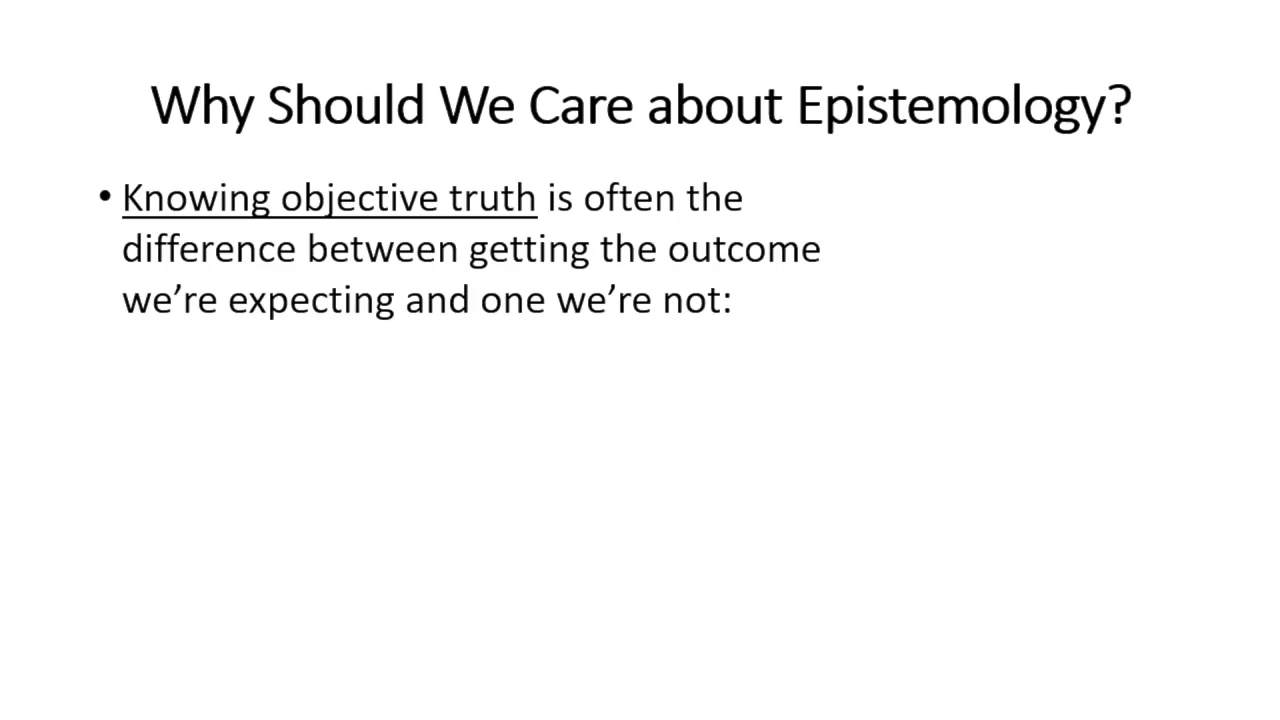 Why Should We Care about Epistemology?
• Knowing objective truth is often the
difference between getting the outcome
we’re expecting and one we’re not: